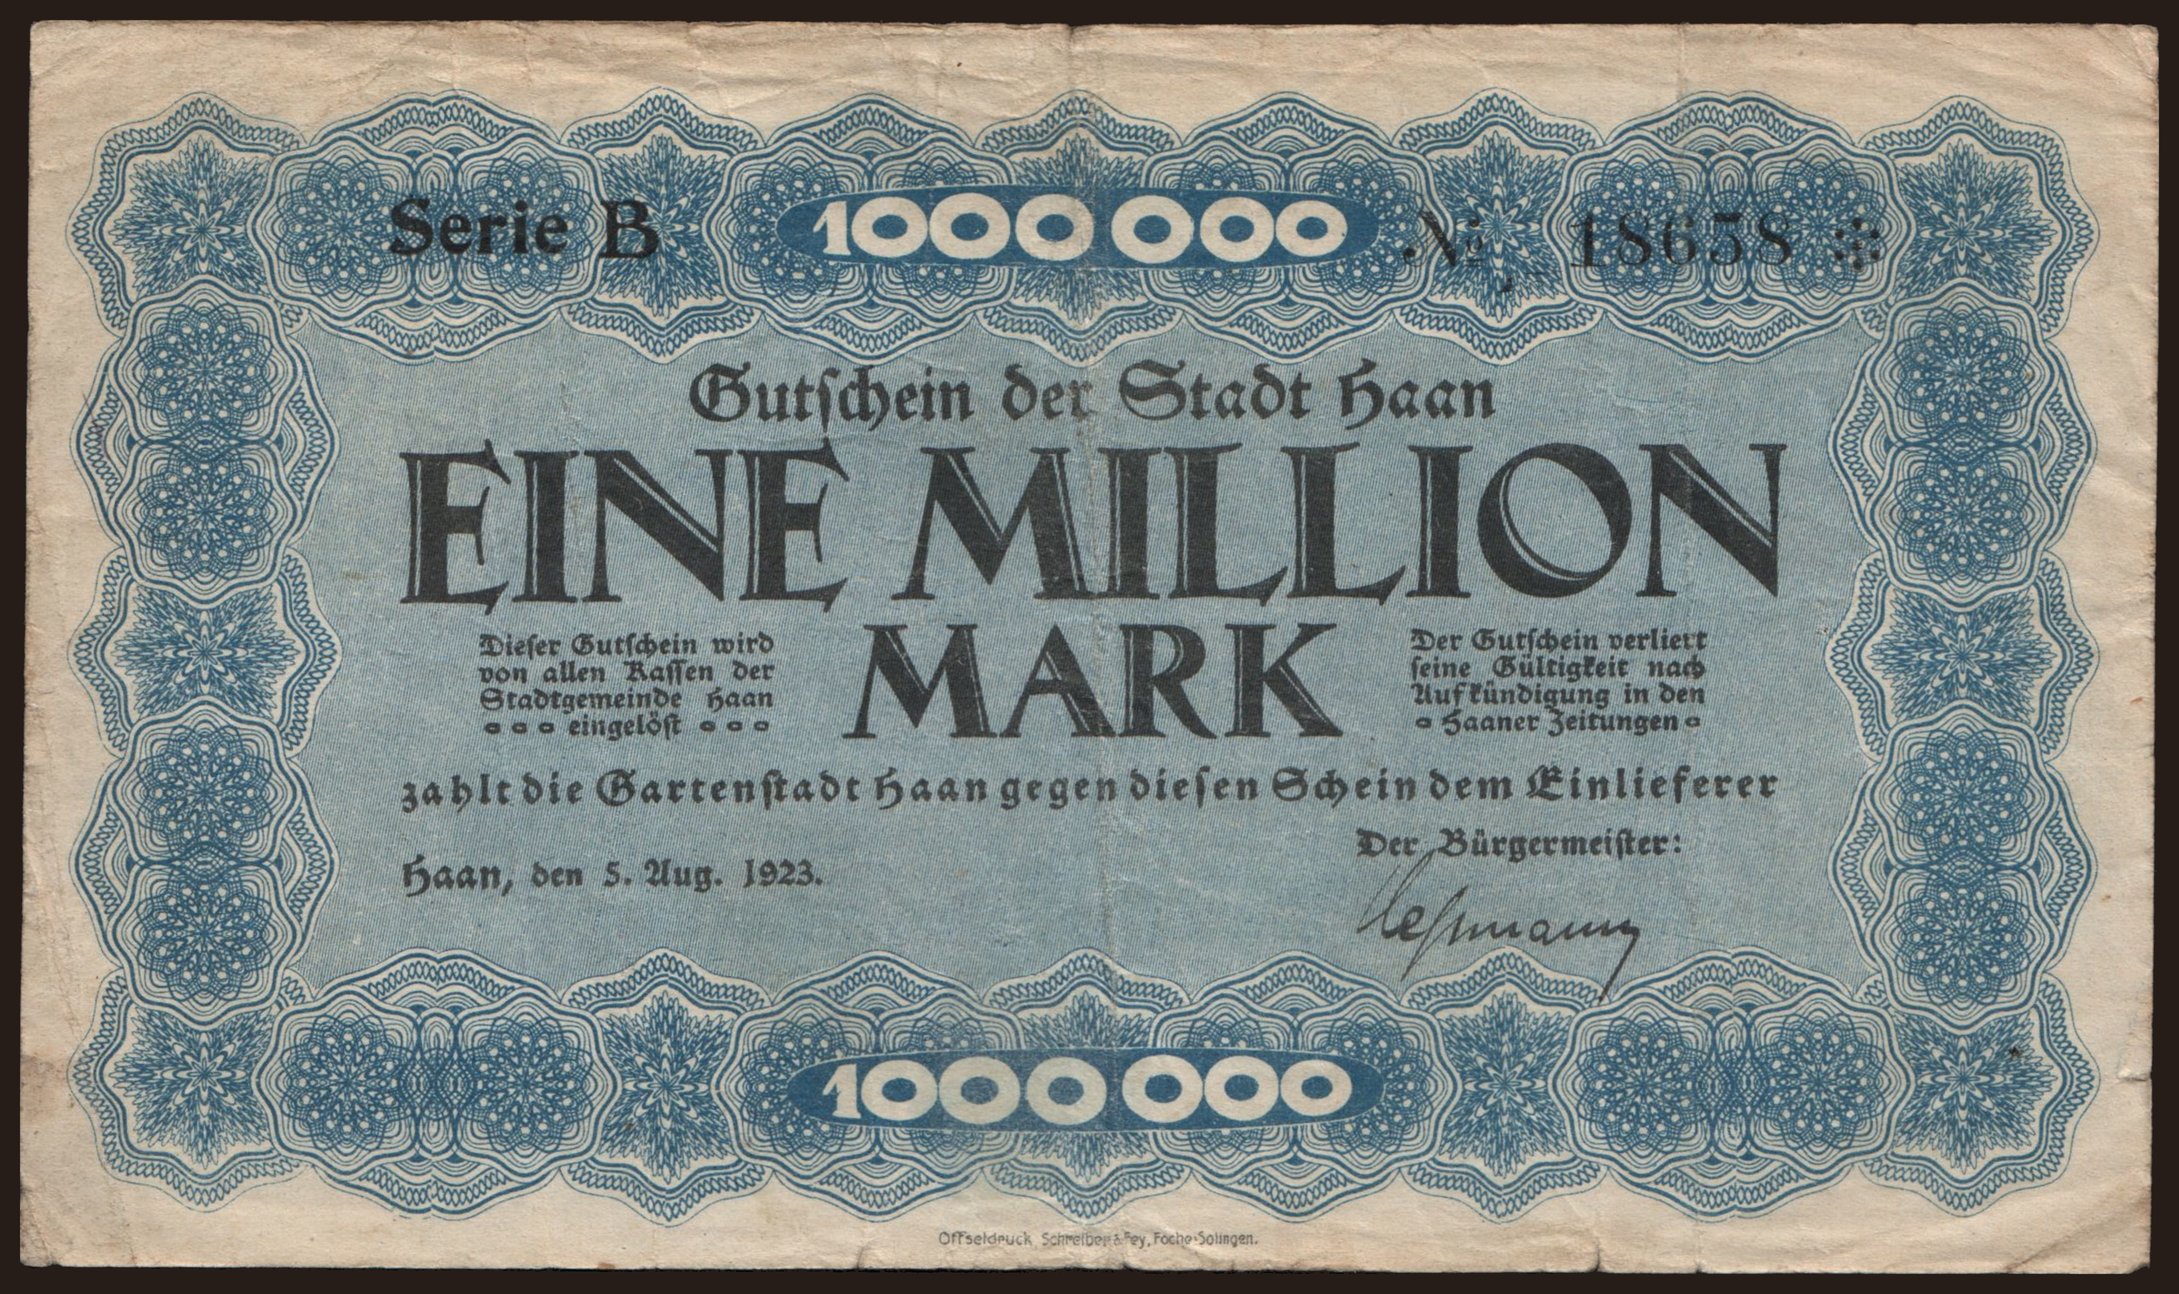 Serie B 1000000 № 18658 *
Gutschein der Stadt Haan
EINE MILLION
MARK
Dieser Gutschein wird
von allen Kassen der
Stadtgemeinde Haan
eingelöst
Der Gutschein verliert
seine Gültigkeit nach
Aufkündigung in den
Haaner Zeitungen
zahlt die Gartenstadt Haan gegen diesen Schein dem Einlieferer
Haan, den 5. Aug. 1923.
Der Bürgermeister:
1000000
Offsetdruck Schreiber & Fey, Foche-Solingen.